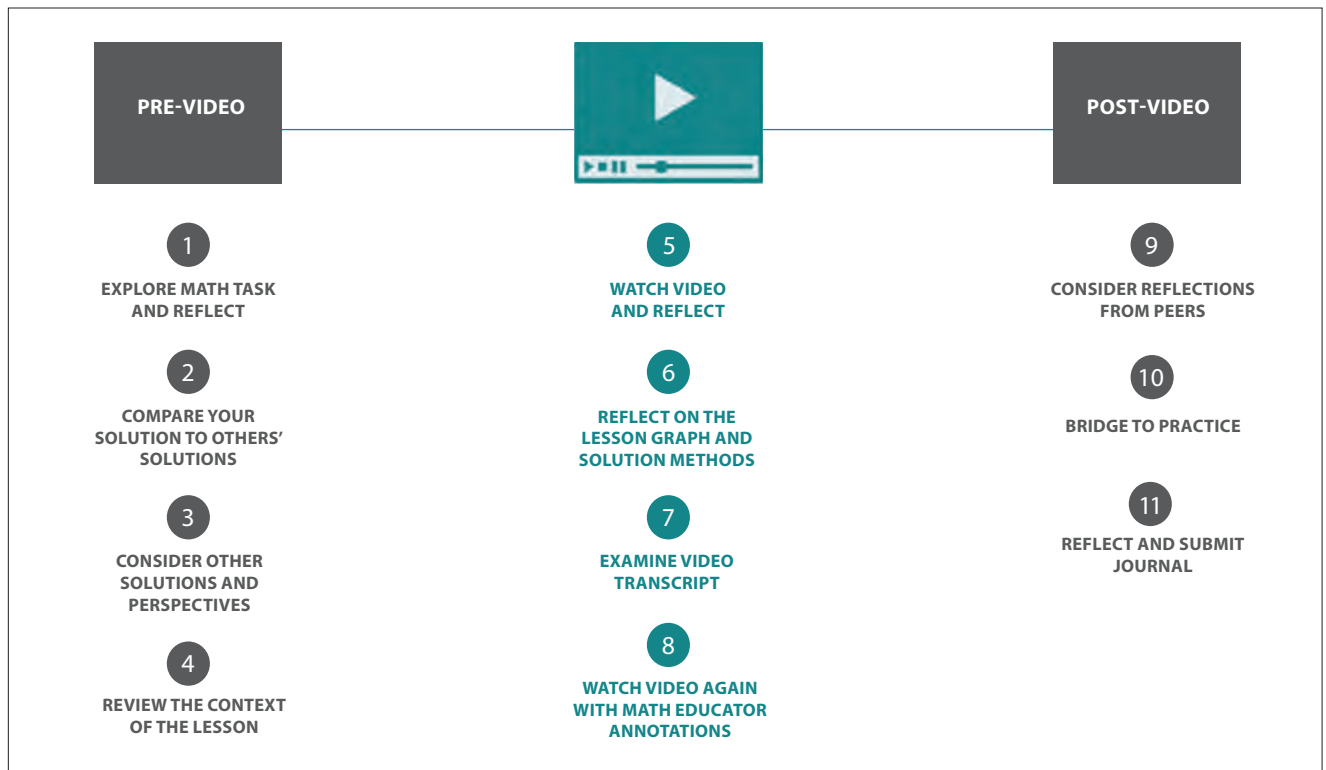 PRE-VIDEO
1
EXPLORE MATH TASK
AND REFLECT
2
COMPARE YOUR
SOLUTION TO OTHERS’
SOLUTIONS
3
CONSIDER OTHER
SOLUTIONS AND
PERSPECTIVES
4
REVIEW THE CONTEXT
OF THE LESSON
5
WATCH VIDEO
AND REFLECT
6
REFLECT ON THE
LESSON GRAPH AND
SOLUTION METHODS
7
EXAMINE VIDEO
TRANSCRIPT
8
WATCH VIDEO AGAIN
WITH MATH EDUCATOR
ANNOTATIONS
POST-VIDEO
9
CONSIDER REFLECTIONS
FROM PEERS
10
BRIDGE TO PRACTICE
11
REFLECT AND SUBMIT
JOURNAL